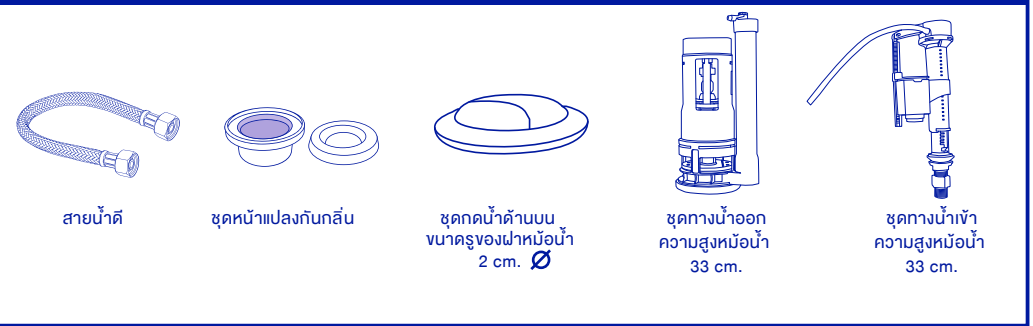 สายน้ำดี
ชุดหน้าแปลงกันกลิ่น
ชุดกดน้ำด้านบน
ขนาดรูของฝาหม้อน้ำ
2 cm. Ø
ชุดทางน้ำออก
ความสูงหม้อน้ำ
33 cm.
ชุดทางน้ำเข้า
ความสูงหม้อน้ำ
33 cm.